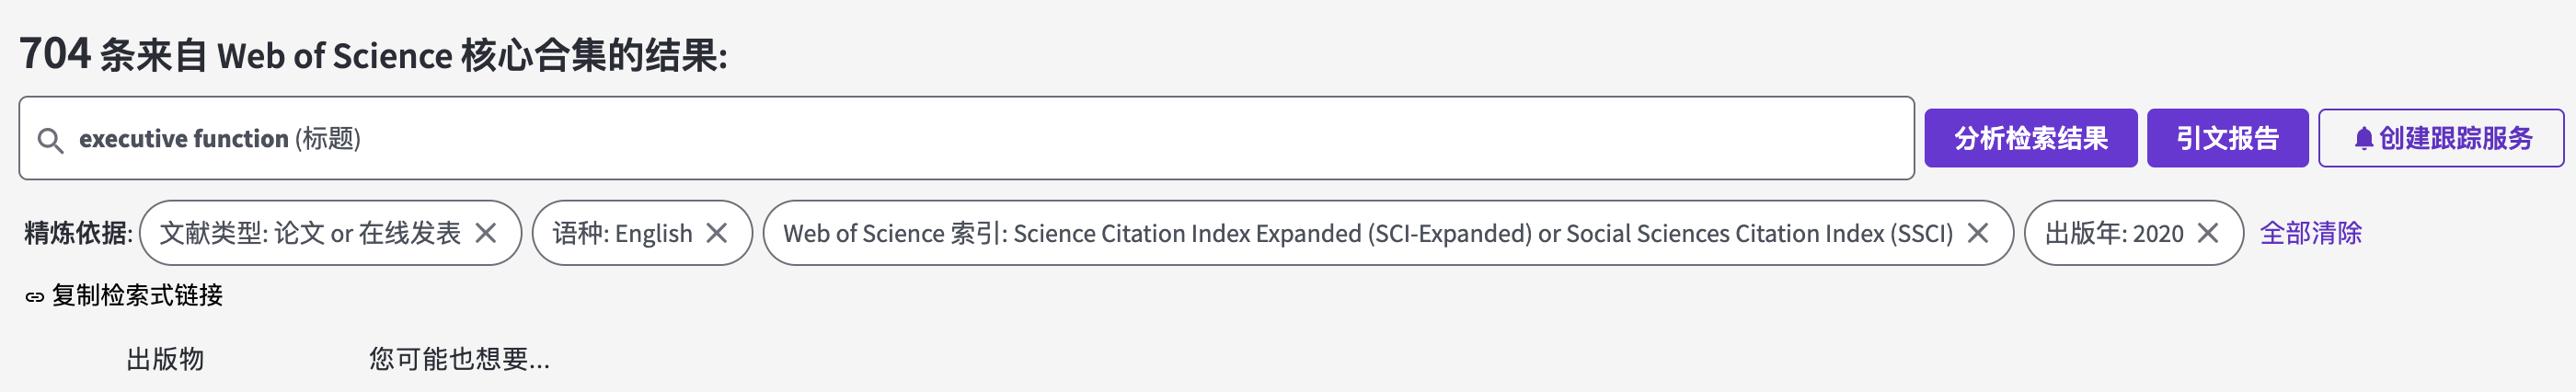 704 条来自 Web of Science 核心合集的结果:
executive function (标题) 分析检索结果 引文报告 创建跟踪服务
精炼依据: 文献类型: 论文 or 在线发表 语种: English Web of Science 索引: Science Citation Index Expanded (SCI-Expanded) or Social Sciences Citation Index (SSCI) 出版年: 2020 全部清除
复制检索式链接
出版物 您可能也想要...